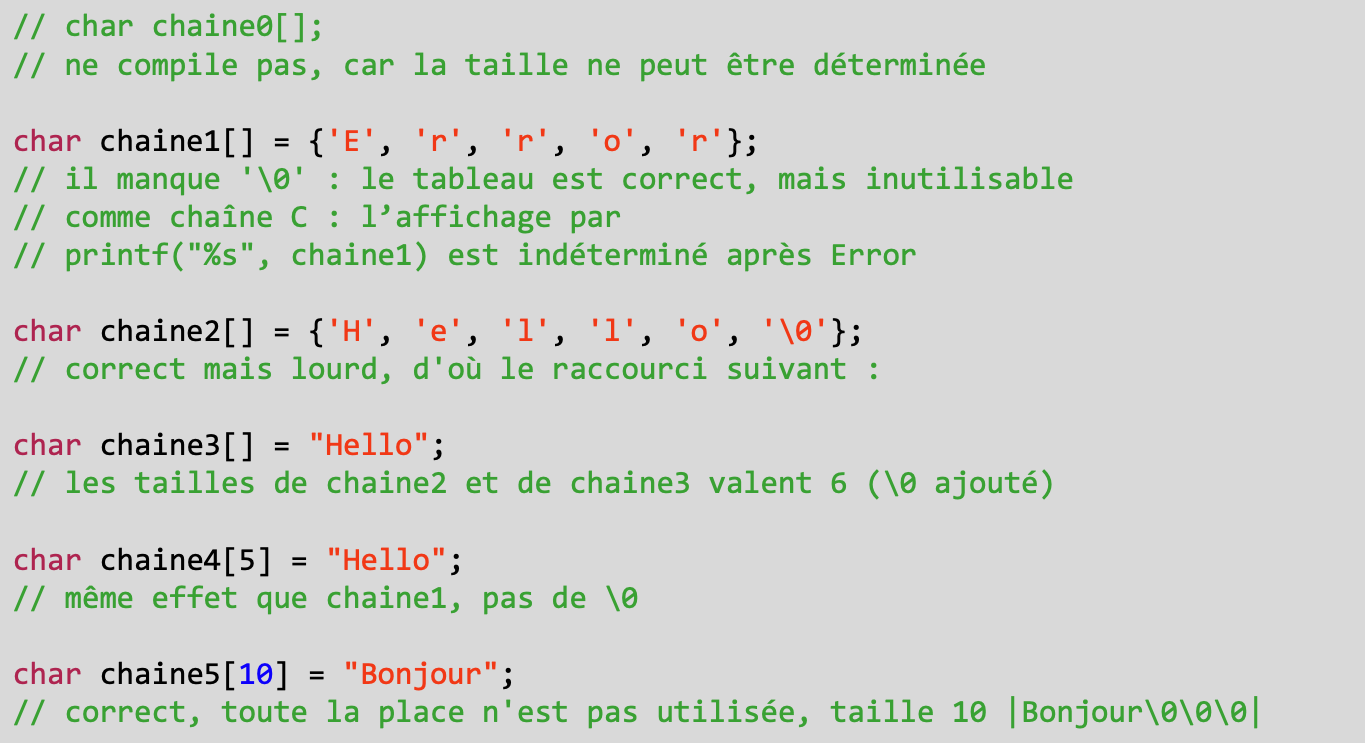 // char chaine0[];
// ne compile pas, car la taille ne peut être déterminée
char chaine1[] = {'E', 'r', 'r', 'o', 'r'};
// il manque '\0' : le tableau est correct, mais inutilisable
// comme chaîne C : l’affichage par
// printf("%s", chaine1) est indéterminé après Error
char chaine2[] = {'H', 'e', 'l', 'l', 'o', '\0'};
// correct mais lourd, d'où le raccourci suivant :
char chaine3[] = "Hello";
// les tailles de chaine2 et de chaine3 valent 6 (\0 ajouté)
char chaine4[5] = "Hello";
// même effet que chaine1, pas de \0
char chaine5[10] = "Bonjour";
// correct, toute la place n'est pas utilisée, taille 10 |Bonjour\0\0\0|